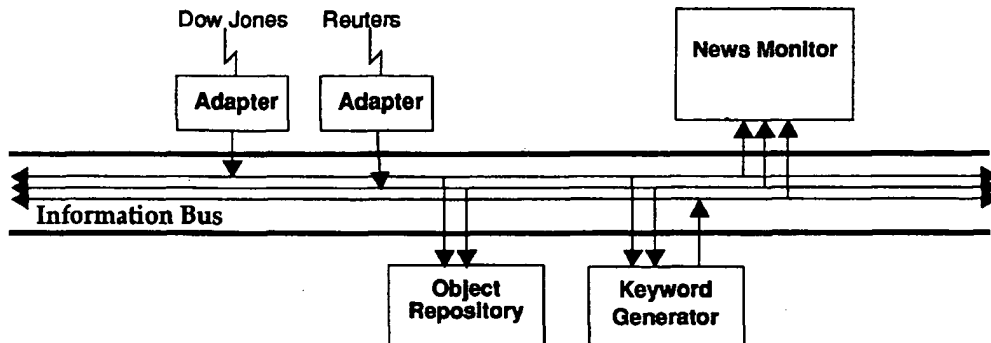 Dow Jones
Reuters
News Monitor
Adapter
Adapter
Information Bus
Object
Repository
Keyword
Generator